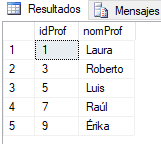 Resultados Mensajes
idProf nomProf
1 1 Laura
2 3 Roberto
3 5 Luis
4 7 Raúl
5 9 Érika